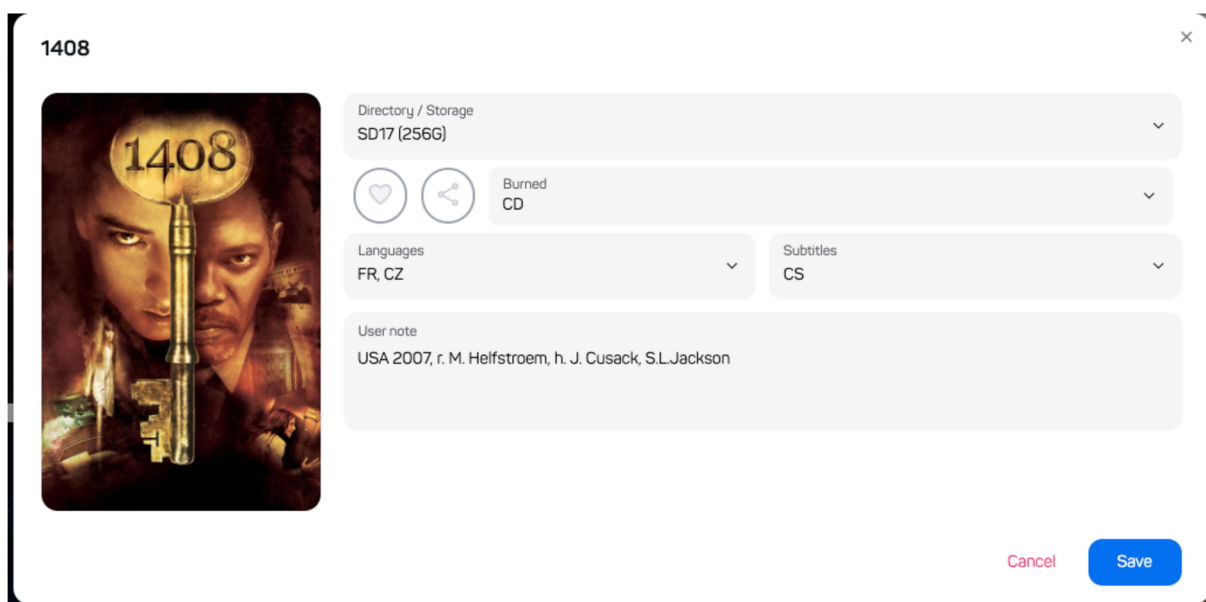 1408
1408
Directory / Storage
SD17 (256G)
Burned
CD
Languages
FR, CZ
Subtitles
CS
User note
USA 2007, r. M. Helfstroem, h. J. Cusack, S.L.Jackson
Cancel
Save